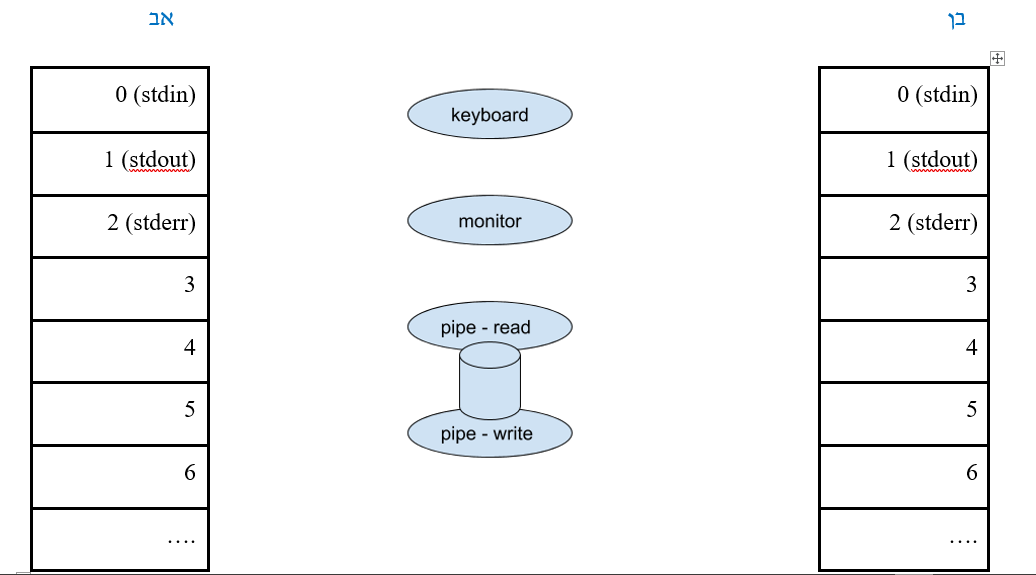 אב
0 (stdin)
1 (stdout)
2 (stderr)
3
4
5
6
....
keyboard
monitor
pipe - read
pipe - write
בן
0 (stdin)
1 (stdout)
2 (stderr)
3
4
5
6
....